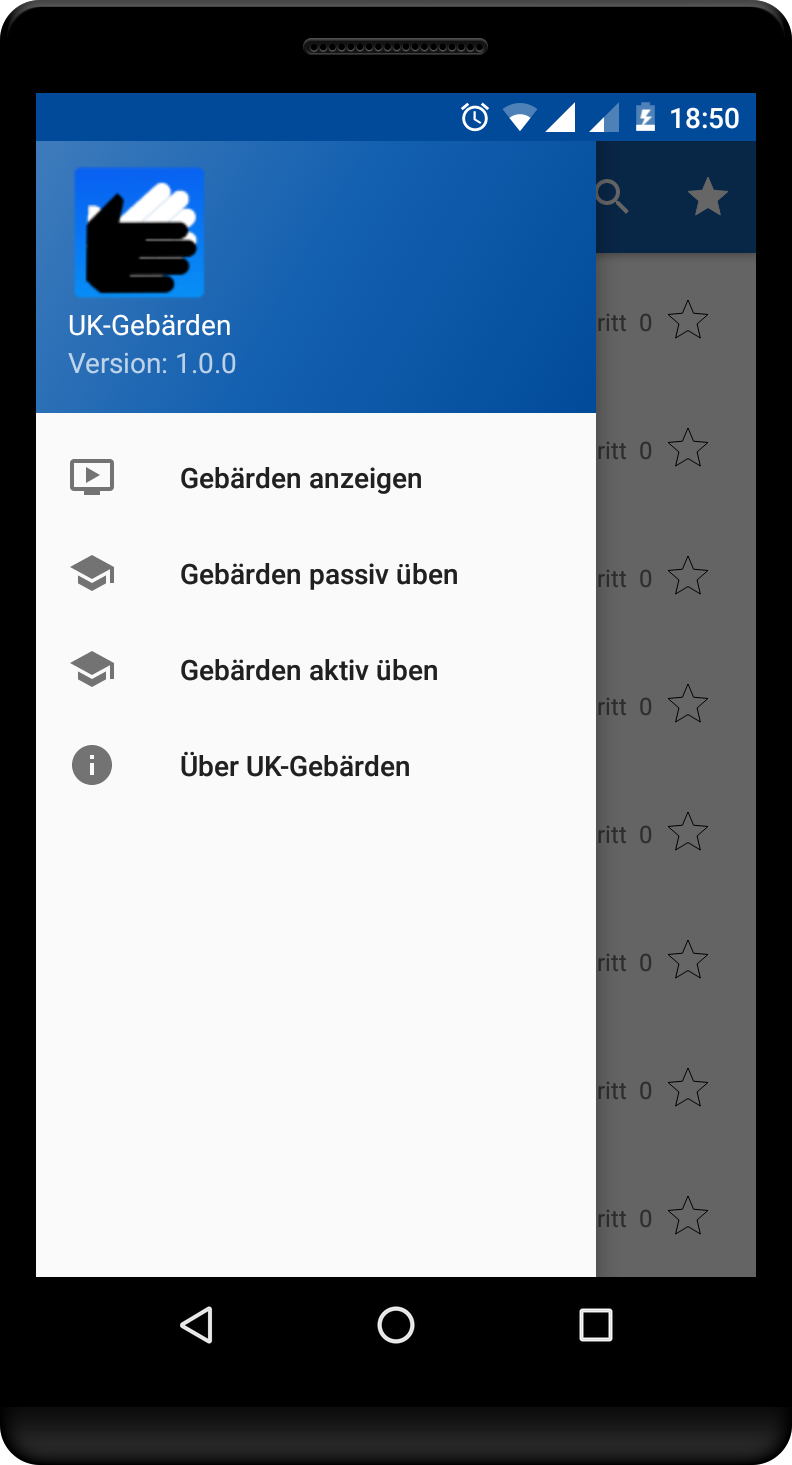 18:50
UK-Gebärden
Version: 1.0.0
Gebärden anzeigen
Gebärden passiv üben
Gebärden aktiv üben
Über UK-Gebärden
ritt 0
ritt 0
ritt 0
ritt 0
ritt 0
ritt 0
ritt 0
ritt 0